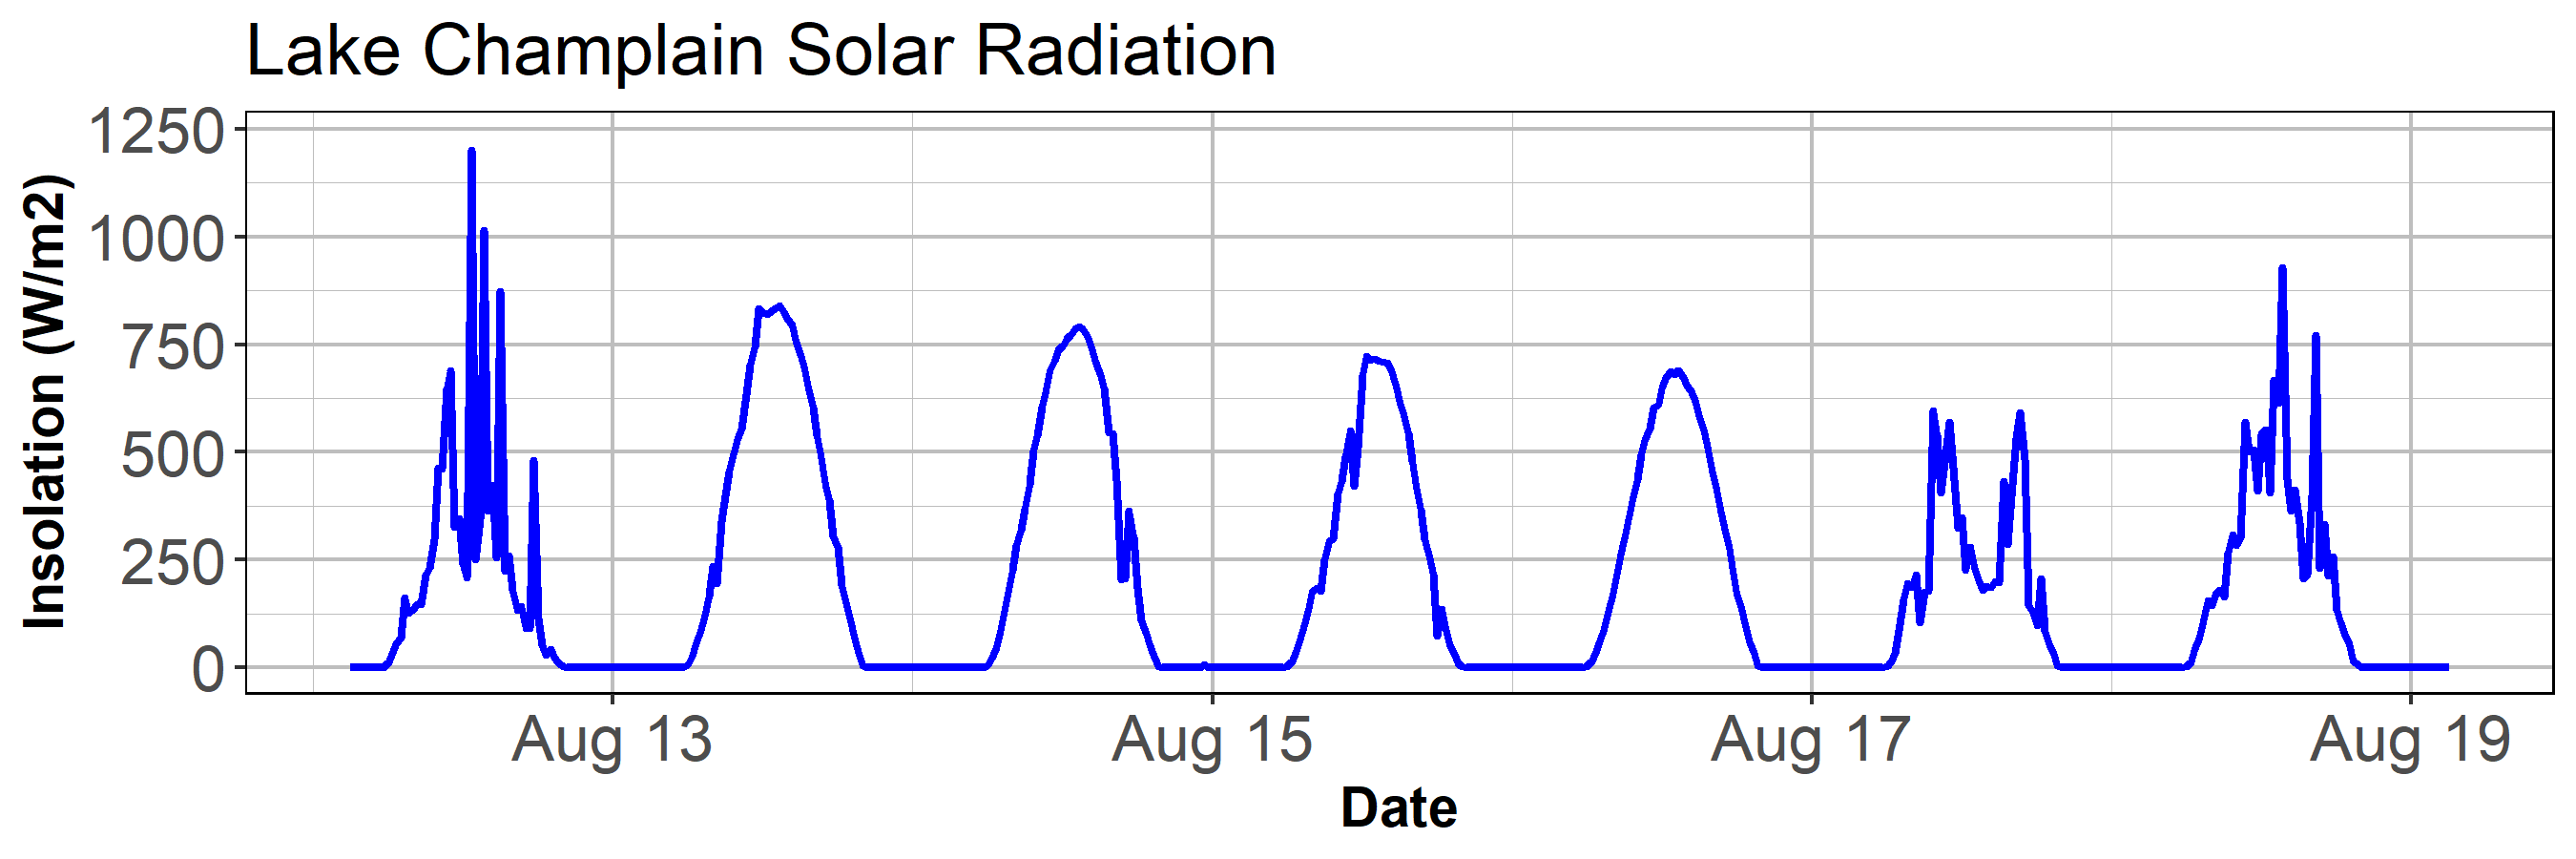 Lake Champlain Solar Radiation
Insolation (W/m2)
1250
1000
750
500
250
0
Aug 13
Aug 15
Aug 17
Aug 19
Date